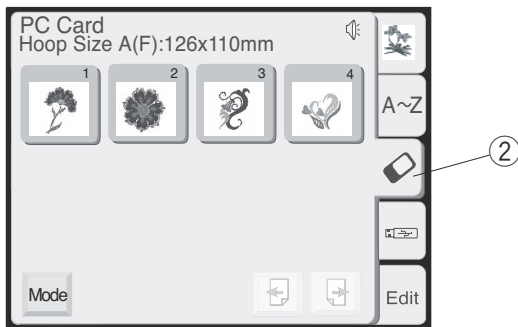 PC Card
Hoop Size A(F):126x110mm
1 2 3 4
A~Z
2
Mode
Edit